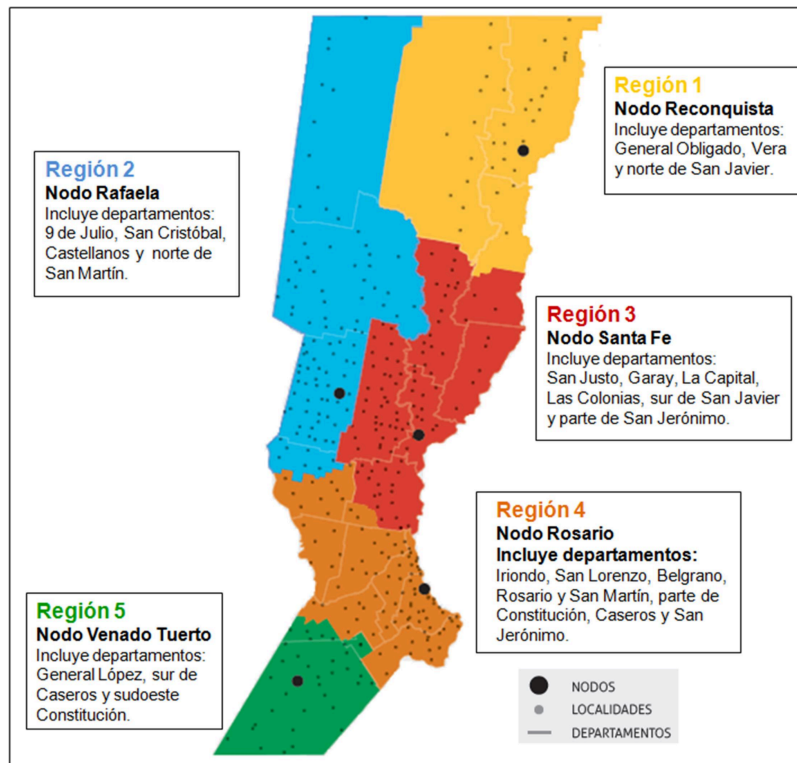 Región 1
Nodo Reconquista
Incluye departamentos:
General Obligado, Vera
y norte de San Javier.
Región 2
Nodo Rafaela
Incluye departamentos:
9 de Julio, San Cristóbal,
Castellanos y norte de
San Martín.
Región 3
Nodo Santa Fe
Incluye departamentos:
San Justo, Garay, La Capital,
Las Colonias, sur de San Javier
y parte de San Jerónimo.
Región 4
Nodo Rosario
Incluye departamentos:
Iriondo, San Lorenzo, Belgrano,
Rosario y San Martín, parte de
Constitución, Caseros y San
Jerónimo.
Región 5
Nodo Venado Tuerto
Incluye departamentos:
General López, sur de
Caseros y sudoeste
Constitución.
NODOS
LOCALIDADES
DEPARTAMENTOS